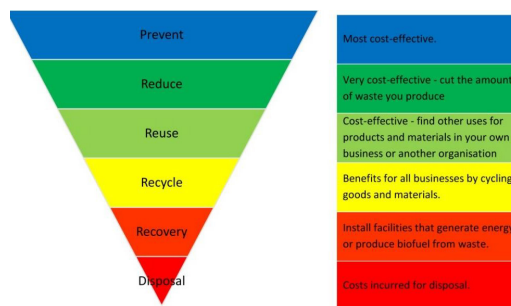 Prevent
Most cost-effective.
Reduce
Very cost-effective - cut the amount
of waste you produce
Reuse
Cost-effective - find other uses for
products and materials in your own
business or another organisation
Recycle
Benefits for all businesses by cycling
goods and materials.
Recovery
Install facilities that generate energy
or produce biofuel from waste.
Disposal
Costs incurred for disposal.